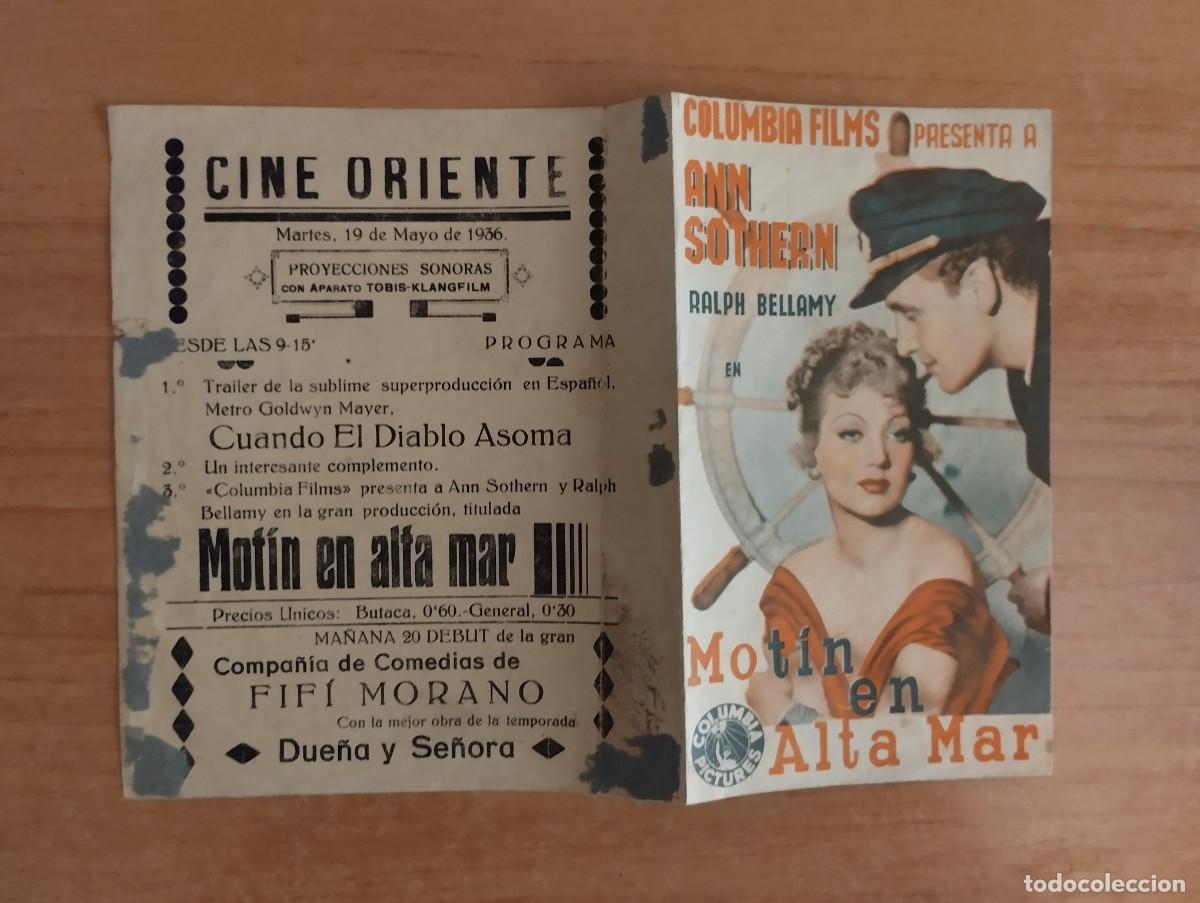 CINE ORIENTE
Martes, 19 de Mayo de 1936.
PROYECCIONES SONORAS
CON APARATO TOBIS-KLANGFILM
ESDE LAS 9-15'
PROGRAMA
1.º Trailer de la sublime superproducción en Español,
Metro Goldwyn Mayer,
Cuando El Diablo Asoma
2.º Un interesante complemento.
3.º «Columbia Films» presenta a Ann Sothern y Ralph
Bellamy en la gran producción, titulada
Motín en alta mar
Precios Unicos: Butaca, 0'60.-General, 0'30
MAÑANA 20 DEBUT de la gran
Compañía de Comedias de
FIFÍ MORANO
Con la mejor obra de la temporada
Dueña y Señora
COLUMBIA FILMS PRESENTA A
ANN
SOTHERN
RALPH BELLAMY
EN
Motín
en
Alta Mar
COLUMBIA
PICTURES
todocoleccion